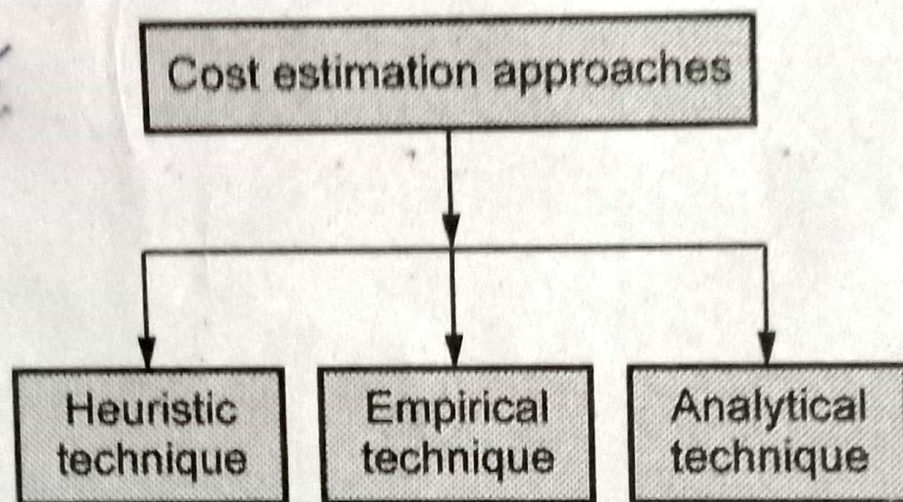 Cost estimation approaches
Heuristic
technique
Empirical
technique
Analytical
technique